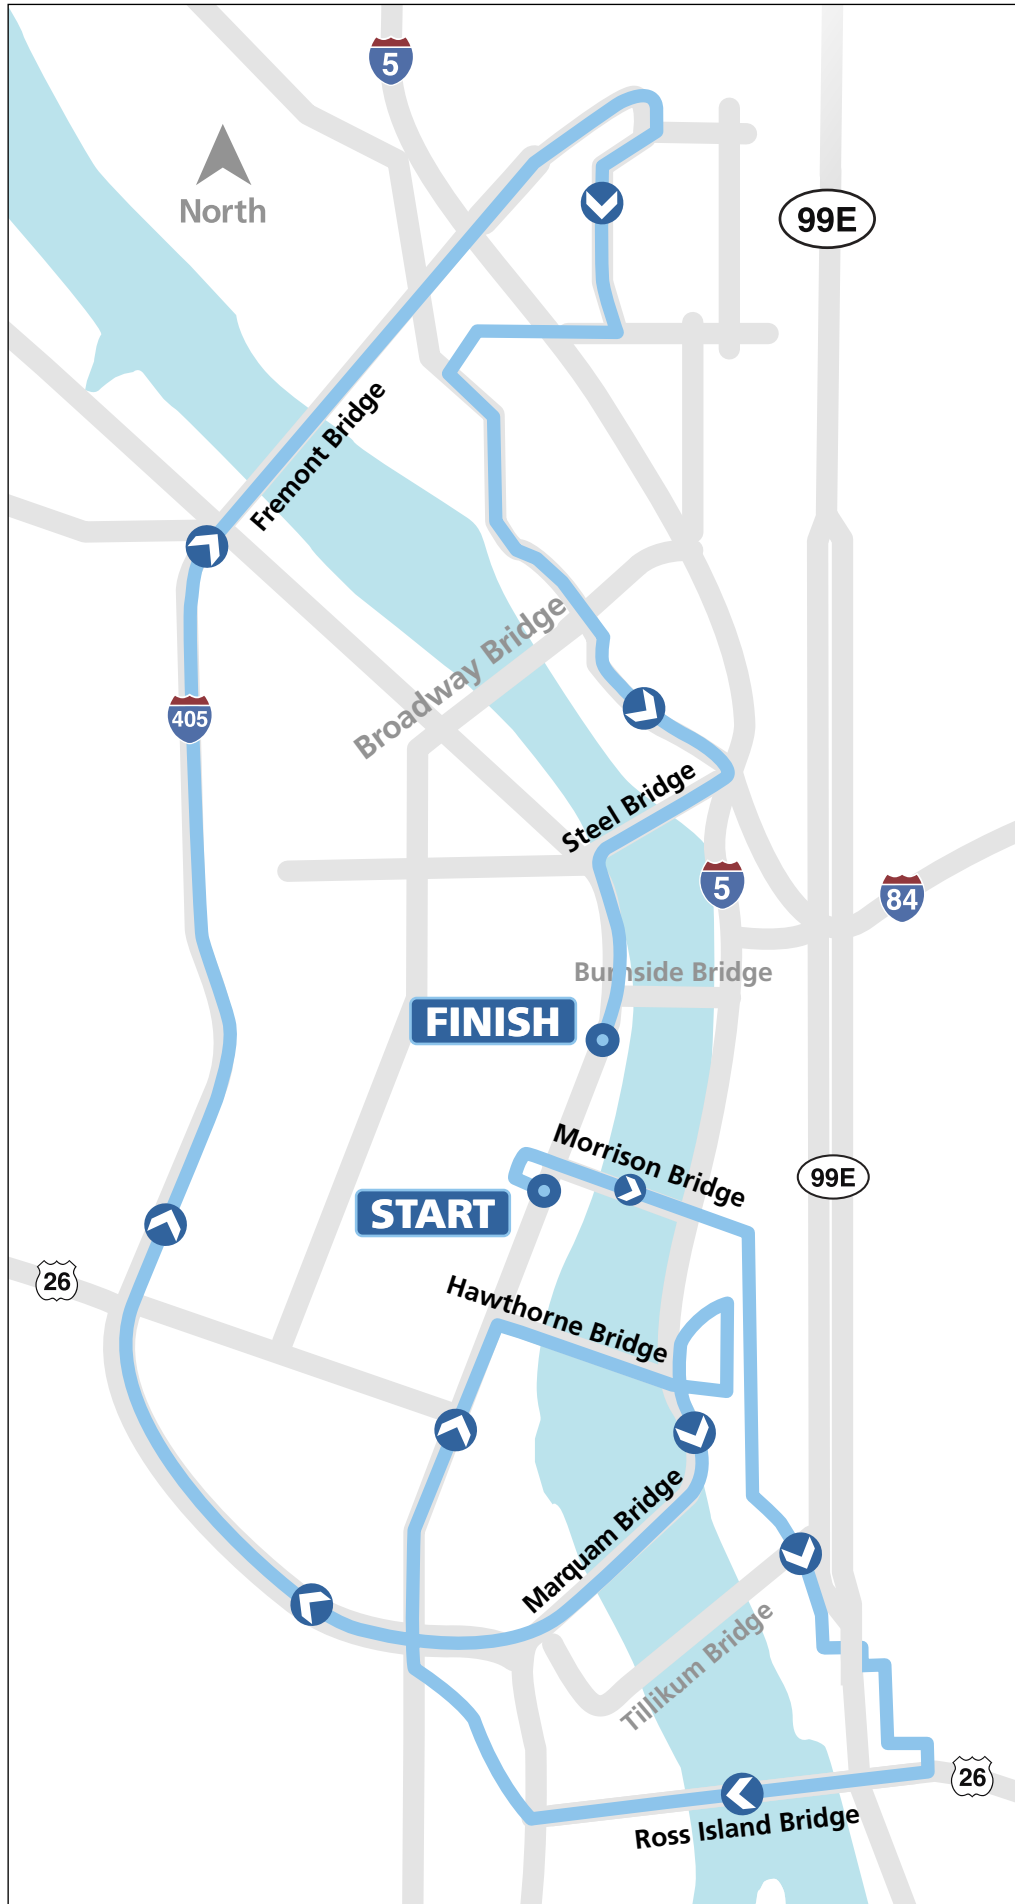 5
North
99E
Fremont Bridge
Broadway Bridge
405
Steel Bridge
5
84
Burnside Bridge
FINISH
Morrison Bridge
99E
START
26
Hawthorne Bridge
Marquam Bridge
Tillikum Bridge
26
Ross Island Bridge